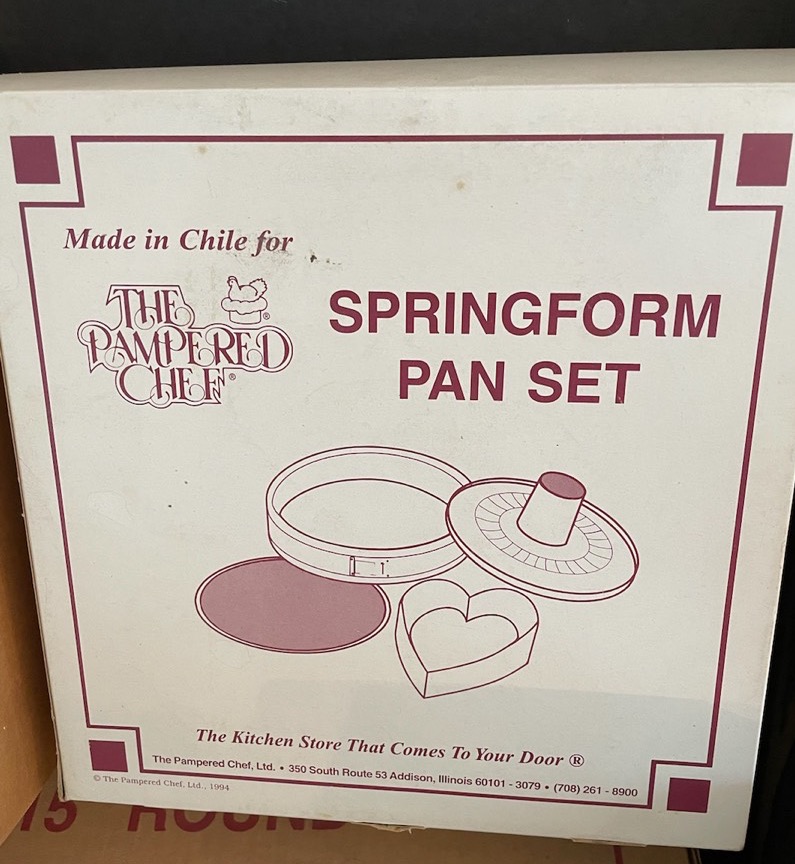 Made in Chile for
THE
PAMPERED
CHEF®
®
SPRINGFORM
PAN SET
The Kitchen Store That Comes To Your Door ®
The Pampered Chef, Ltd. • 350 South Route 53 Addison, Illinois 60101 - 3079 • (708) 261 - 8900
© The Pampered Chef, Ltd., 1994
15" ROUND